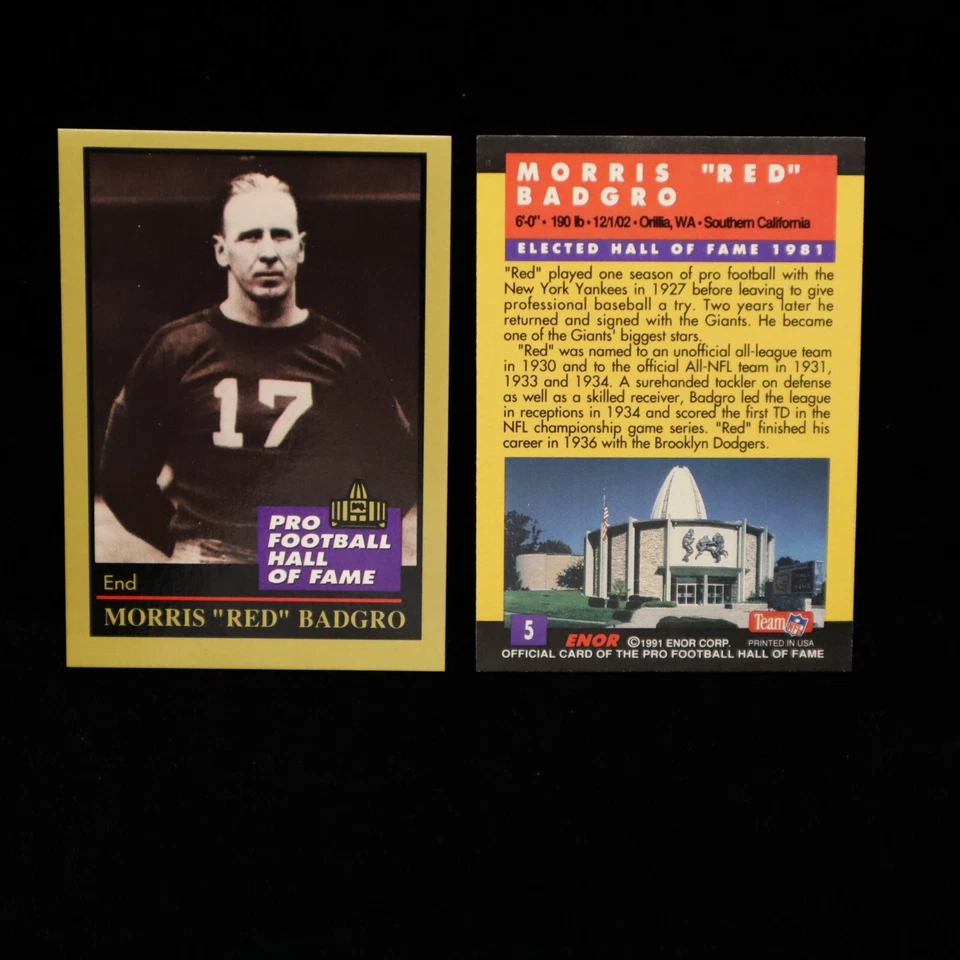 17
PRO
FOOTBALL
HALL
OF FAME
End
MORRIS "RED" BADGRO
MORRIS "RED"
BADGRO
6'-0" • 190 lb • 12/1/02 • Orillia, WA • Southern California
ELECTED HALL OF FAME 1981
"Red" played one season of pro football with the
New York Yankees in 1927 before leaving to give
professional baseball a try. Two years later he
returned and signed with the Giants. He became
one of the Giants' biggest stars.
"Red" was named to an unofficial all-league team
in 1930 and to the official All-NFL team in 1931,
1933 and 1934. A surehanded tackler on defense
as well as a skilled receiver, Badgro led the league
in receptions in 1934 and scored the first TD in the
NFL championship game series. "Red" finished his
career in 1936 with the Brooklyn Dodgers.
5
ENOR ©1991 ENOR CORP.
Team NFL
PRINTED IN USA
OFFICIAL CARD OF THE PRO FOOTBALL HALL OF FAME